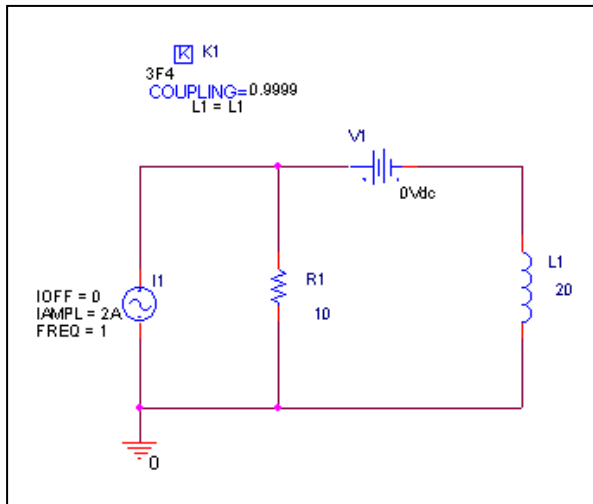 K K1
3F4
COUPLING=0.9999
L1 = L1
V1
0Vdc
I1
IOFF = 0
IAMPL = 2A
FREQ = 1
R1
10
L1
20
0